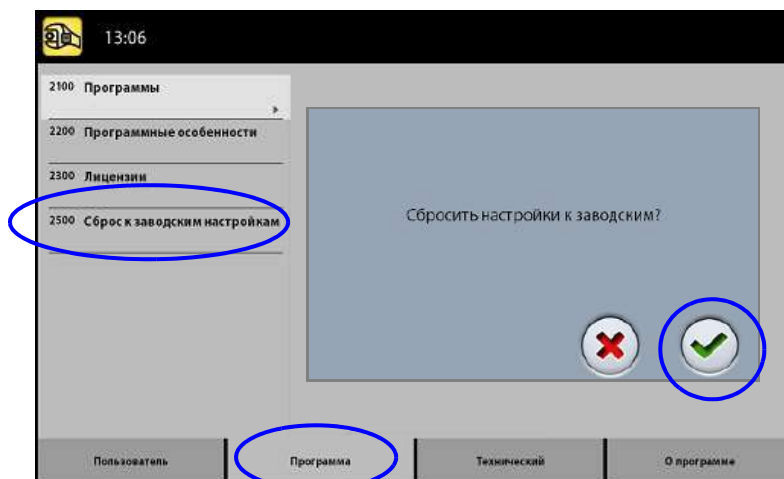 13:06
2100 Программы
2200 Программные особенности
2300 Лицензии
2500 Сброс к заводским настройкам
Сбросить настройки к заводским?
Пользователь
Программа
Технический
О программе